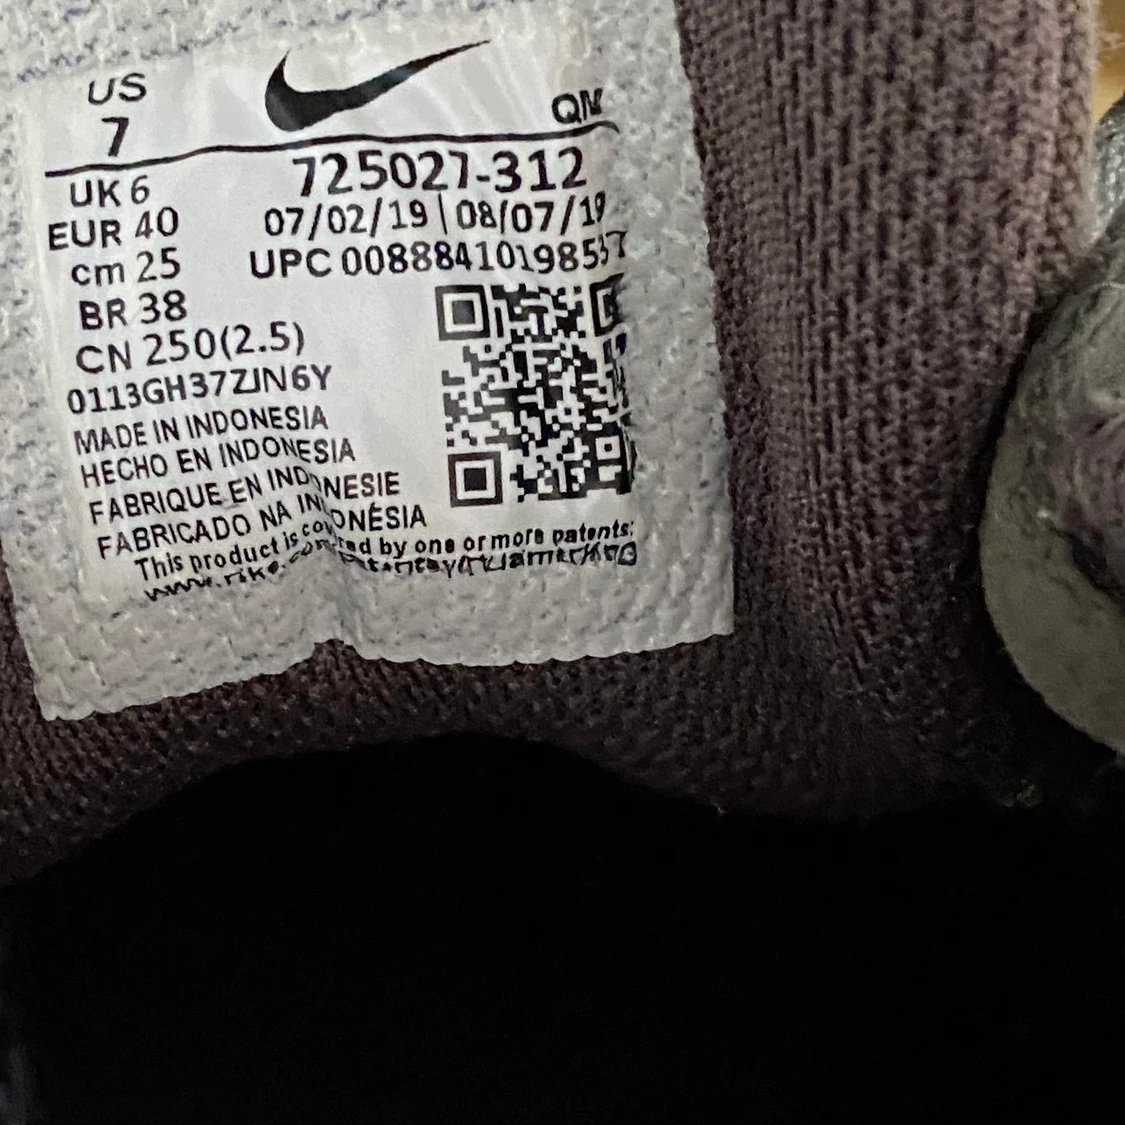 US
7
QM
UK 6
725027-312
EUR 40
07/02/19 | 08/07/19
cm 25
UPC 00888410198537
BR 38
CN 250(2.5)
0113GH37ZJN6Y
MADE IN INDONESIA
HECHO EN INDONESIA
FABRIQUE EN INDONESIE
FABRICADO NA INDONÉSIA
This product is covered by one or more patents: